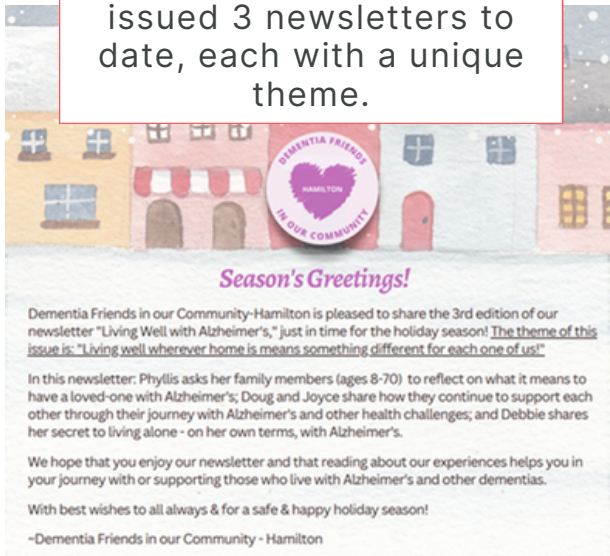 issued 3 newsletters to
date, each with a unique
theme.
DEMENTIA FRIENDS
HAMILTON
IN OUR COMMUNITY
Season's Greetings!
Dementia Friends in our Community-Hamilton is pleased to share the 3rd edition of our
newsletter "Living Well with Alzheimer's," just in time for the holiday season! The theme of this
issue is: "Living well wherever home is means something different for each one of us!"
In this newsletter: Phyllis asks her family members (ages 8-70) to reflect on what it means to
have a loved-one with Alzheimer's; Doug and Joyce share how they continue to support each
other through their journey with Alzheimer's and other health challenges; and Debbie shares
her secret to living alone - on her own terms, with Alzheimer's.
We hope that you enjoy our newsletter and that reading about our experiences helps you in
your journey with or supporting those who live with Alzheimer's and other dementias.
With best wishes to all always & for a safe & happy holiday season!
~Dementia Friends in our Community - Hamilton